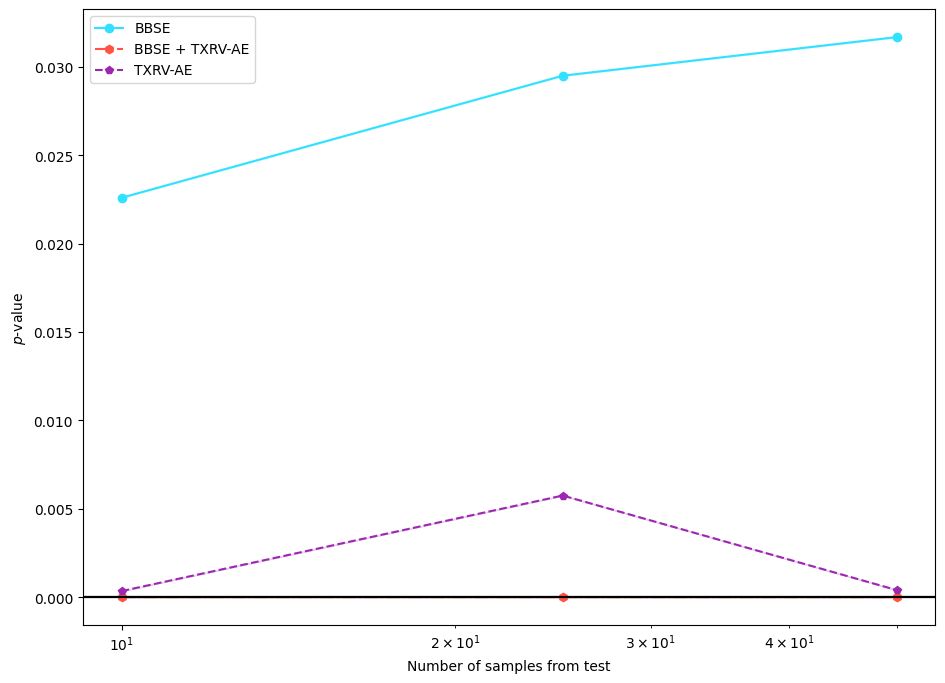 BBSE
BBSE + TXRV-AE
TXRV-AE
0.030
0.025
0.020
0.015
0.010
0.005
0.000
p-value
10¹
2 × 10¹
3 × 10¹
4 × 10¹
Number of samples from test